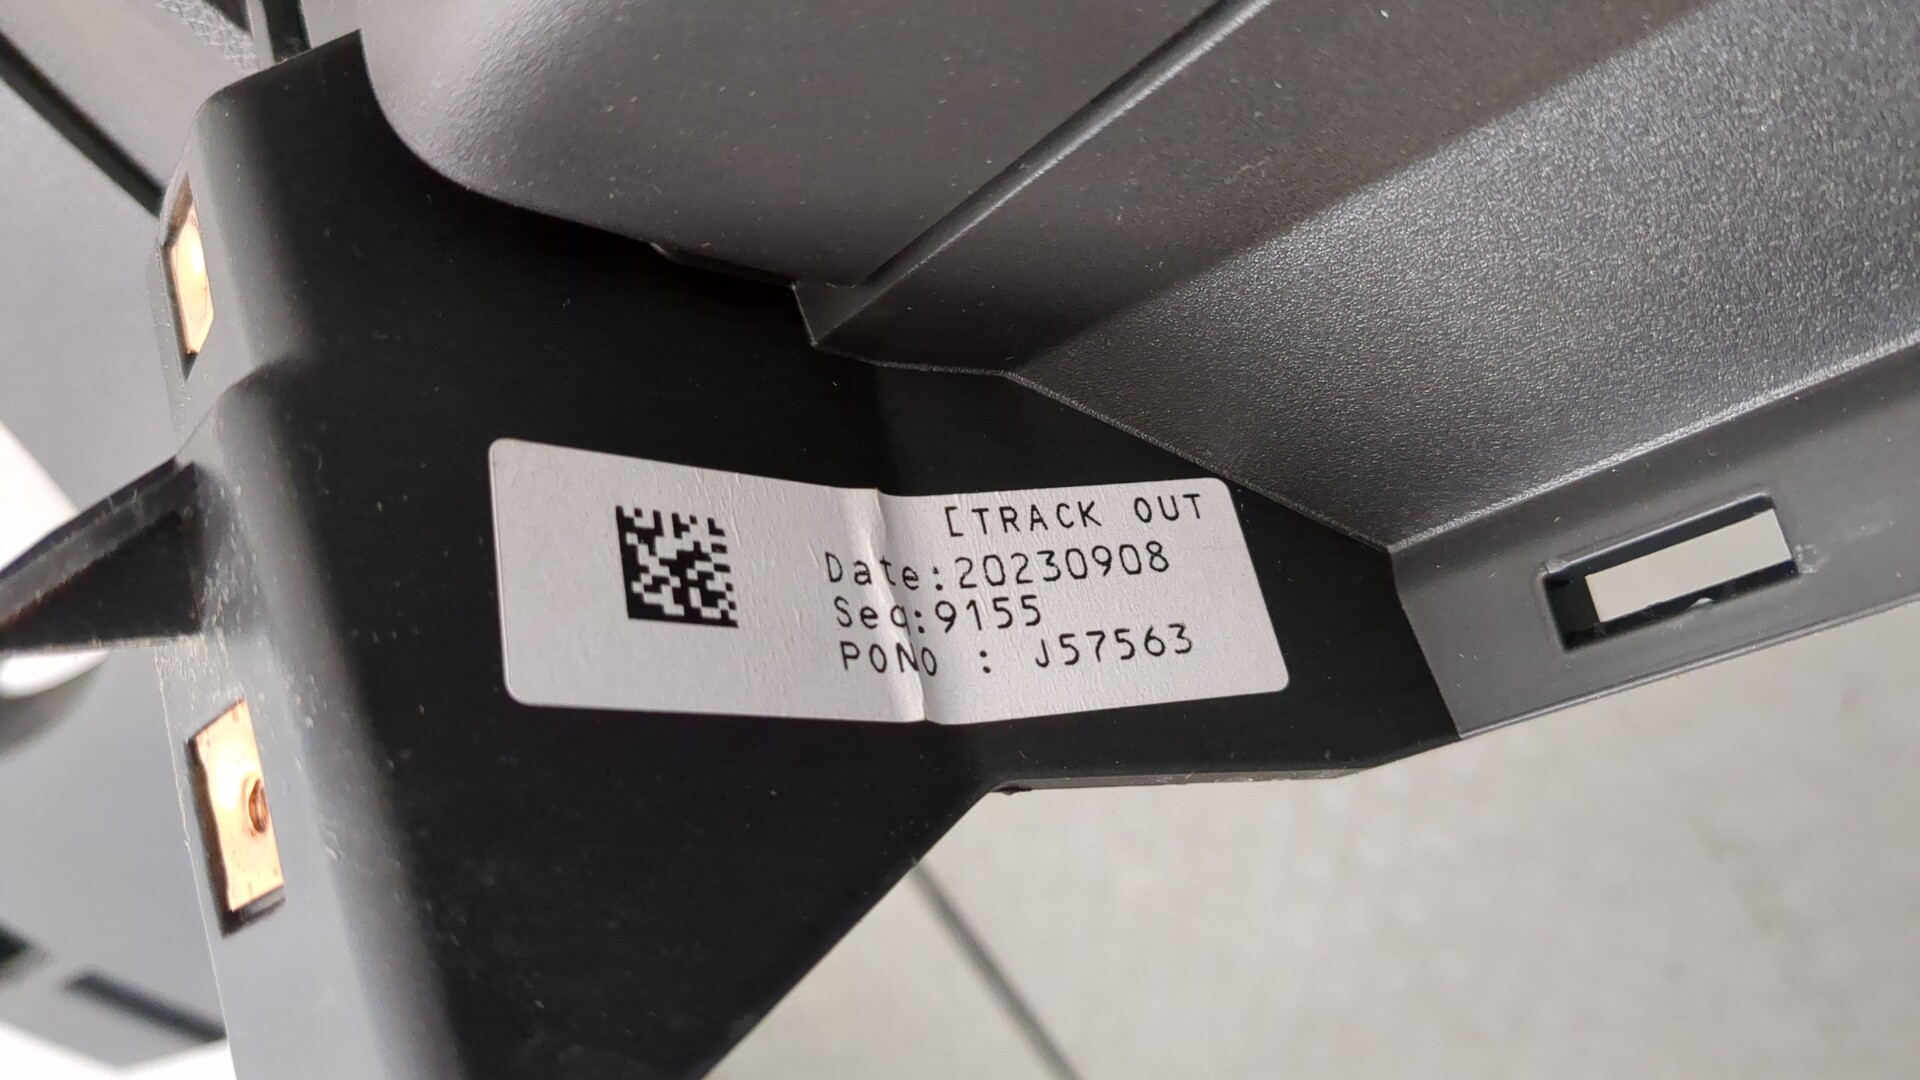 [TRACK OUT
Date:20230908
Seq:9155
PONO : J57563